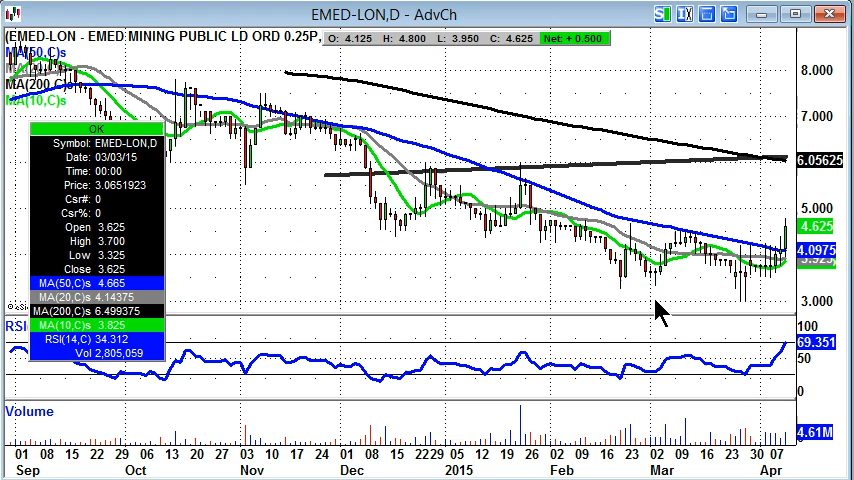 EMED-LON,D - AdvCh
(EMED-LON - EMED MINING PUBLIC LD ORD 0.25P,
O: 4.125 H: 4.800 L: 3.950 C: 4.625 Net: + 0.500
MA(50,C)s
MA(200,C)s
MA(10,C)s
OK
Symbol: EMED-LON,D
Date: 03/03/15
Time: 00:00
Price: 3.0651923
Csr#: 0
Csr%: 0
Open 3.625
High 3.700
Low 3.325
Close 3.625
MA(50,C)s 4.665
MA(20,C)s 4.14375
MA(200,C)s 6.499375
MA(10,C)s 3.825
RSI(14,C) 34.312
Vol 2,805,059
8.000
7.000
6.05625
5.000
4.625
4.0975
3.000
RSI
100
69.351
50
0
Volume
4.61M
01 08 15 22 29 06 13 20 27 03 10 17 24 01 08 15 22 29 05 12 19 26 02 09 16 23 02 09 16 23 30 07
Sep Oct Nov Dec 2015 Feb Mar Apr